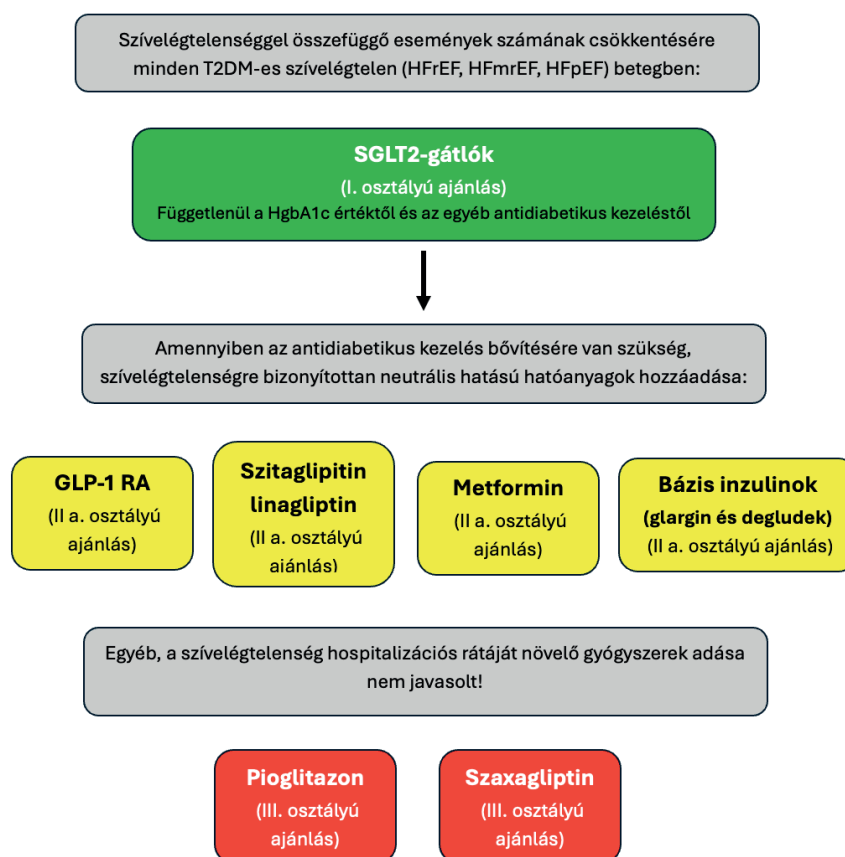 Szívelégtelenséggel összefüggő események számának csökkentésére
minden T2DM-es szívelégtelen (HFrEF, HFmrEF, HFpEF) betegben:
SGLT2-gátlók
(I. osztályú ajánlás)
Függetlenül a HgbA1c értéktől és az egyéb antidiabetikus kezeléstől
Amennyiben az antidiabetikus kezelés bővítésére van szükség,
szívelégtelenségre bizonyítottan neutrális hatású hatóanyagok hozzáadása:
GLP-1 RA
(II a. osztályú
ajánlás)
Szitaglipitin
linagliptin
(II a. osztályú
ajánlás)
Metformin
(II a. osztályú
ajánlás)
Bázis inzulinok
(glargin és degludek)
(II a. osztályú ajánlás)
Egyéb, a szívelégtelenség hospitalizációs rátáját növelő gyógyszerek adása
nem javasolt!
Pioglitazon
(III. osztályú
ajánlás)
Szaxagliptin
(III. osztályú
ajánlás)